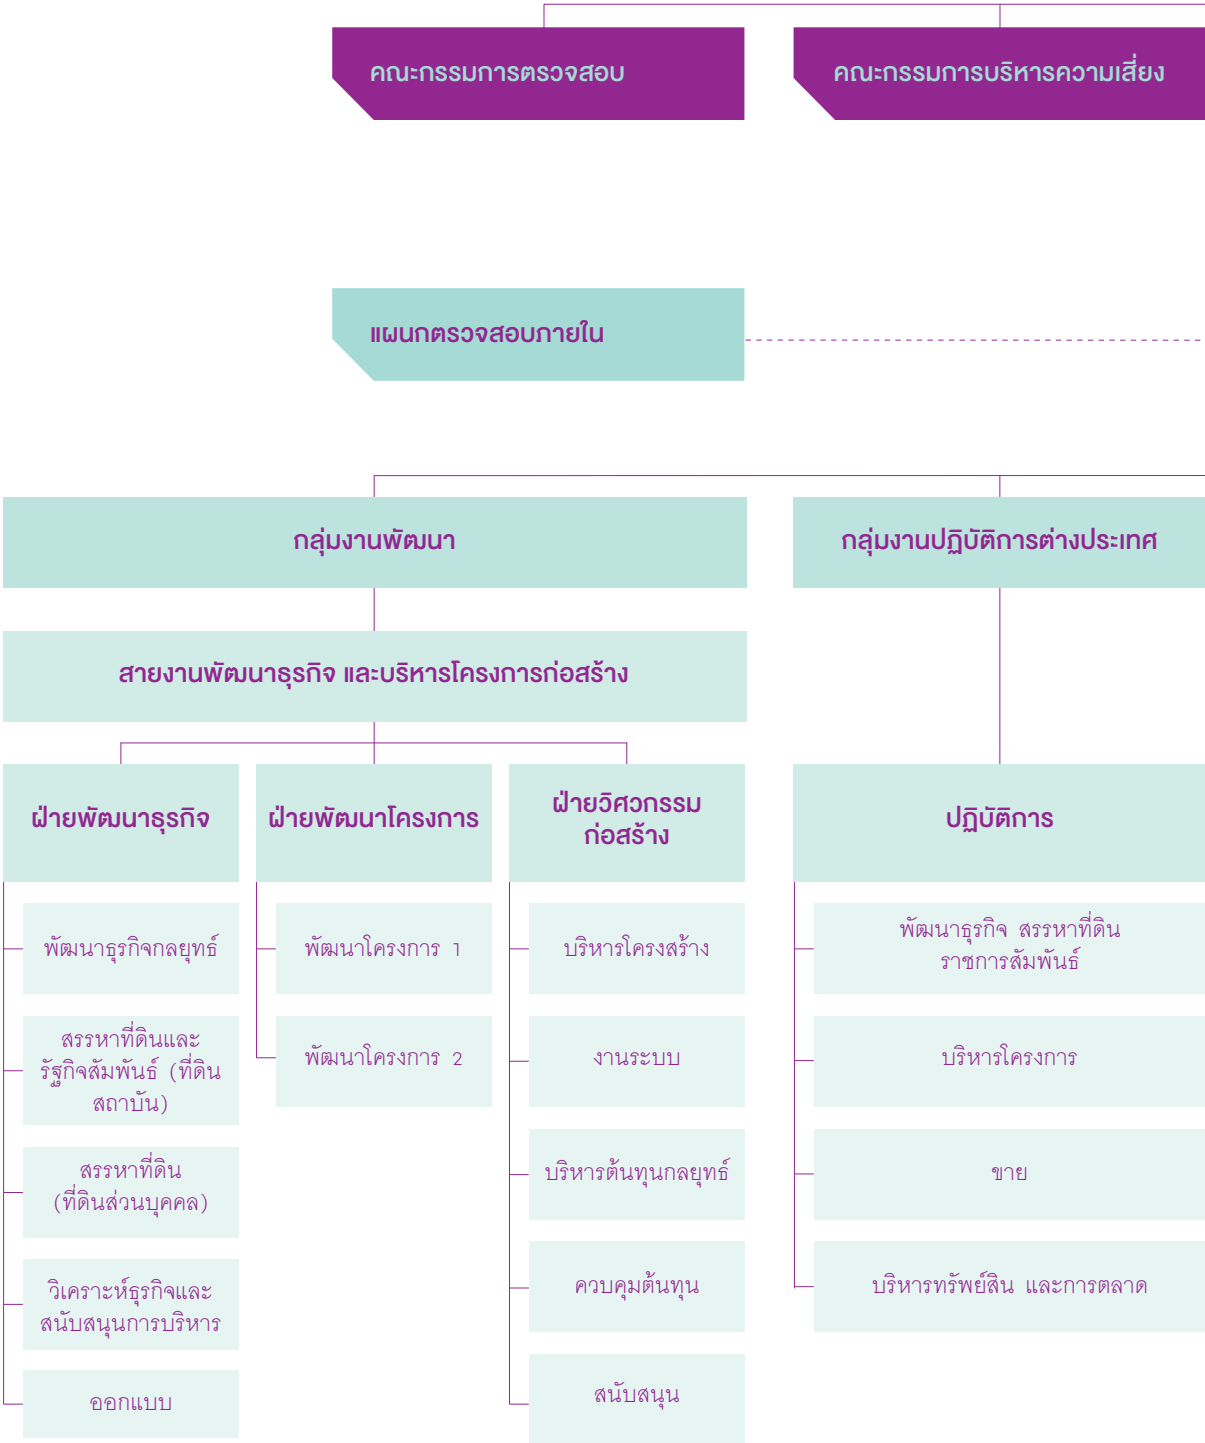 คณะกรรมการตรวจสอบ
คณะกรรมการบริหารความเสี่ยง
แผนกตรวจสอบภายใน
กลุ่มงานพัฒนา
กลุ่มงานปฏิบัติการต่างประเทศ
สายงานพัฒนาธุรกิจ และบริหารโครงการก่อสร้าง
ฝ่ายพัฒนาธุรกิจ
ฝ่ายพัฒนาโครงการ
ฝ่ายวิศวกรรม
ก่อสร้าง
ปฏิบัติการ
พัฒนาธุรกิจกลยุทธ์
สรรหาที่ดินและ
รัฐกิจสัมพันธ์ (ที่ดิน
สถาบัน)
สรรหาที่ดิน
(ที่ดินส่วนบุคคล)
วิเคราะห์ธุรกิจและ
สนับสนุนการบริหาร
ออกแบบ
พัฒนาโครงการ 1
พัฒนาโครงการ 2
บริหารโครงสร้าง
งานระบบ
บริหารต้นทุนกลยุทธ์
ควบคุมต้นทุน
สนับสนุน
พัฒนาธุรกิจ สรรหาที่ดิน
ราชการสัมพันธ์
บริหารโครงการ
ขาย
บริหารทรัพย์สิน และการตลาด